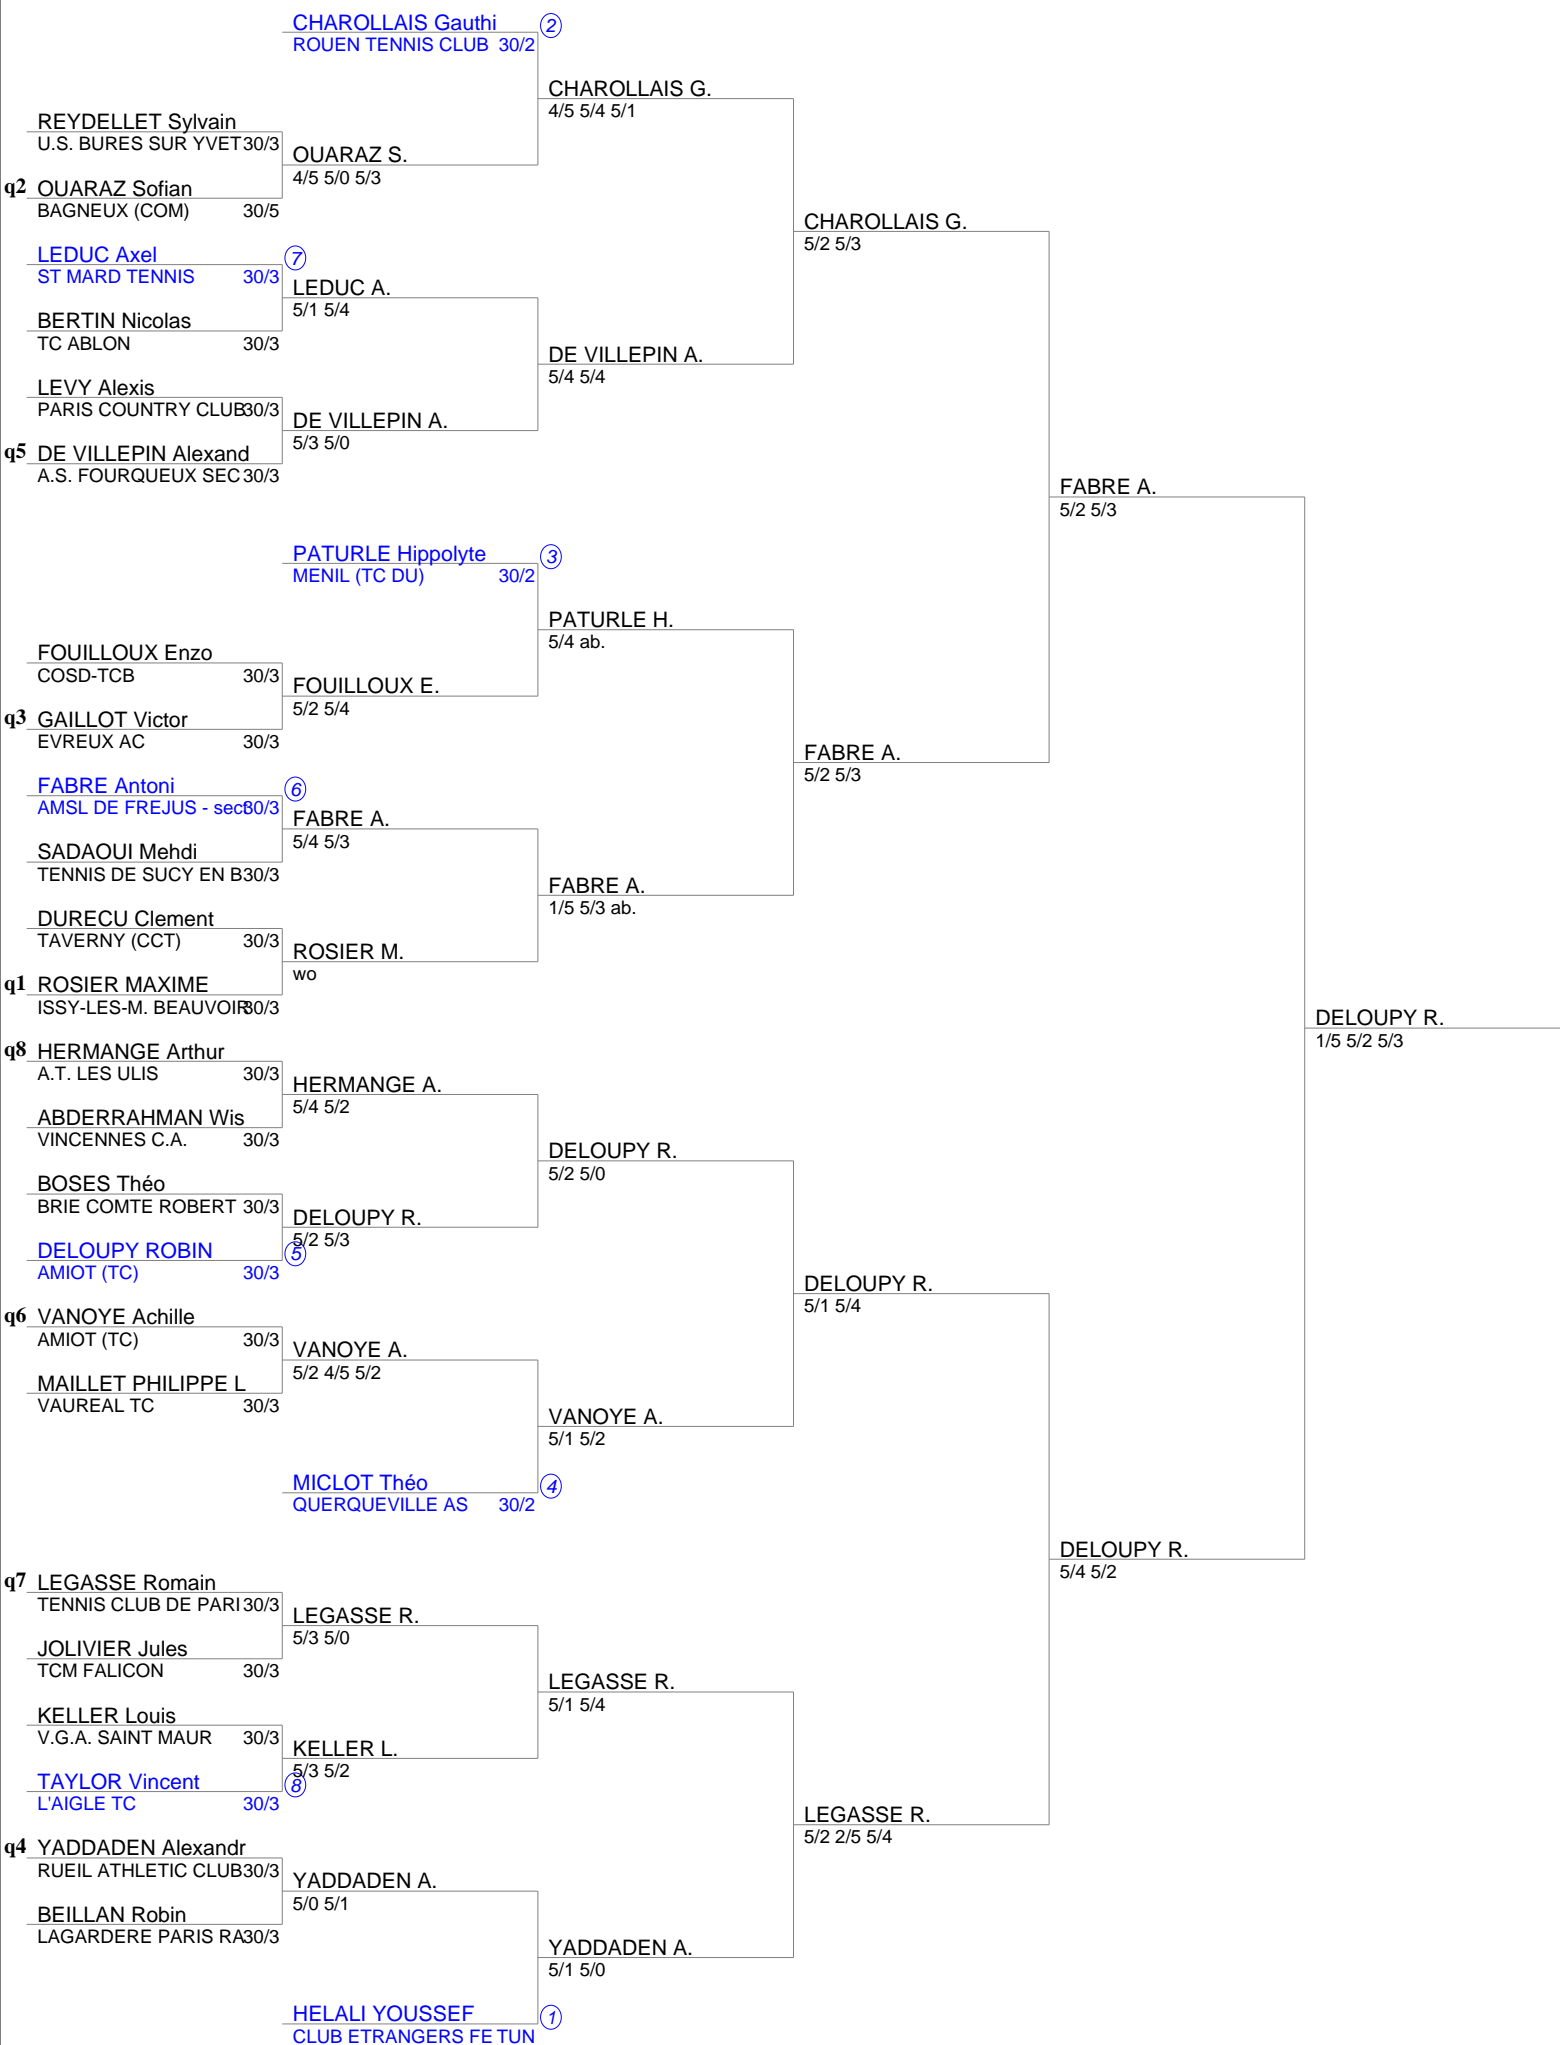 CHAROLLAIS Gauthi 2
ROUEN TENNIS CLUB 30/2
CHAROLLAIS G.
4/5 5/4 5/1
REYDELLET Sylvain
U.S. BURES SUR YVET 30/3
OUARAZ S.
4/5 5/0 5/3
q2 OUARAZ Sofian
BAGNEUX (COM) 30/5
CHAROLLAIS G.
5/2 5/3
LEDUC Axel 7
ST MARD TENNIS 30/3
LEDUC A.
5/1 5/4
BERTIN Nicolas
TC ABLON 30/3
DE VILLEPIN A.
5/4 5/4
LEVY Alexis
PARIS COUNTRY CLUB 30/3
DE VILLEPIN A.
5/3 5/0
q5 DE VILLEPIN Alexand
A.S. FOURQUEUX SEC 30/3
FABRE A.
5/2 5/3
PATURLE Hippolyte 3
MENIL (TC DU) 30/2
PATURLE H.
5/4 ab.
FOUILLOUX Enzo
COSD-TCB 30/3
FOUILLOUX E.
5/2 5/4
q3 GAILLOT Victor
EVREUX AC 30/3
FABRE A.
5/2 5/3
FABRE Antoni 6
AMSL DE FREJUS - sect 30/3
FABRE A.
5/4 5/3
SADAOUI Mehdi
TENNIS DE SUCY EN B 30/3
FABRE A.
1/5 5/3 ab.
DURECU Clement
TAVERNY (CCT) 30/3
ROSIER M.
wo
q1 ROSIER MAXIME
ISSY-LES-M. BEAUVOIR 30/3
DELOUPY R.
1/5 5/2 5/3
q8 HERMANGE Arthur
A.T. LES ULIS 30/3
HERMANGE A.
5/4 5/2
ABDERRAHMAN Wis
VINCENNES C.A. 30/3
DELOUPY R.
5/2 5/0
BOSES Théo
BRIE COMTE ROBERT 30/3
DELOUPY R.
5/2 5/3
DELOUPY ROBIN 5
AMIOT (TC) 30/3
DELOUPY R.
5/1 5/4
q6 VANOYE Achille
AMIOT (TC) 30/3
VANOYE A.
5/2 4/5 5/2
MAILLET PHILIPPE L
VAUREAL TC 30/3
VANOYE A.
5/1 5/2
MICLOT Théo 4
QUERQUEVILLE AS 30/2
DELOUPY R.
5/4 5/2
q7 LEGASSE Romain
TENNIS CLUB DE PARI 30/3
LEGASSE R.
5/3 5/0
JOLIVIER Jules
TCM FALICON 30/3
LEGASSE R.
5/1 5/4
KELLER Louis
V.G.A. SAINT MAUR 30/3
KELLER L.
5/3 5/2
TAYLOR Vincent 8
L'AIGLE TC 30/3
LEGASSE R.
5/2 2/5 5/4
q4 YADDADEN Alexandr
RUEIL ATHLETIC CLUB 30/3
YADDADEN A.
5/0 5/1
BEILLAN Robin
LAGARDERE PARIS RA 30/3
YADDADEN A.
5/1 5/0
HELALI YOUSSEF 1
CLUB ETRANGERS FE TUN